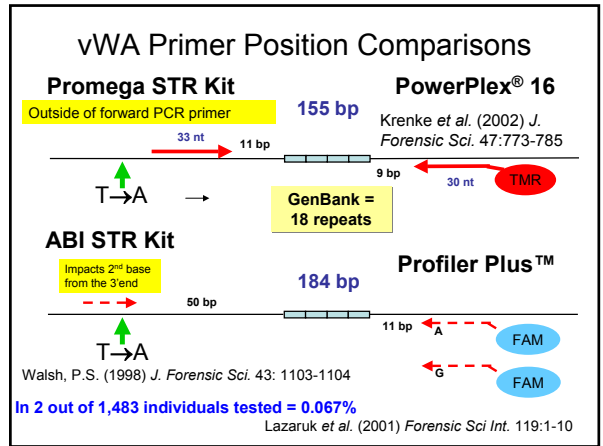 vWA Primer Position Comparisons
Promega STR Kit
PowerPlex® 16
Outside of forward PCR primer
155 bp
Krenke et al. (2002) J.
Forensic Sci. 47:773-785
33 nt
11 bp
9 bp
30 nt
TMR
T→A
GenBank =
18 repeats
ABI STR Kit
Profiler Plus™
Impacts 2nd base
from the 3'end
184 bp
50 bp
11 bp
A
FAM
T→A
G
FAM
Walsh, P.S. (1998) J. Forensic Sci. 43: 1103-1104
In 2 out of 1,483 individuals tested = 0.067%
Lazaruk et al. (2001) Forensic Sci Int. 119:1-10